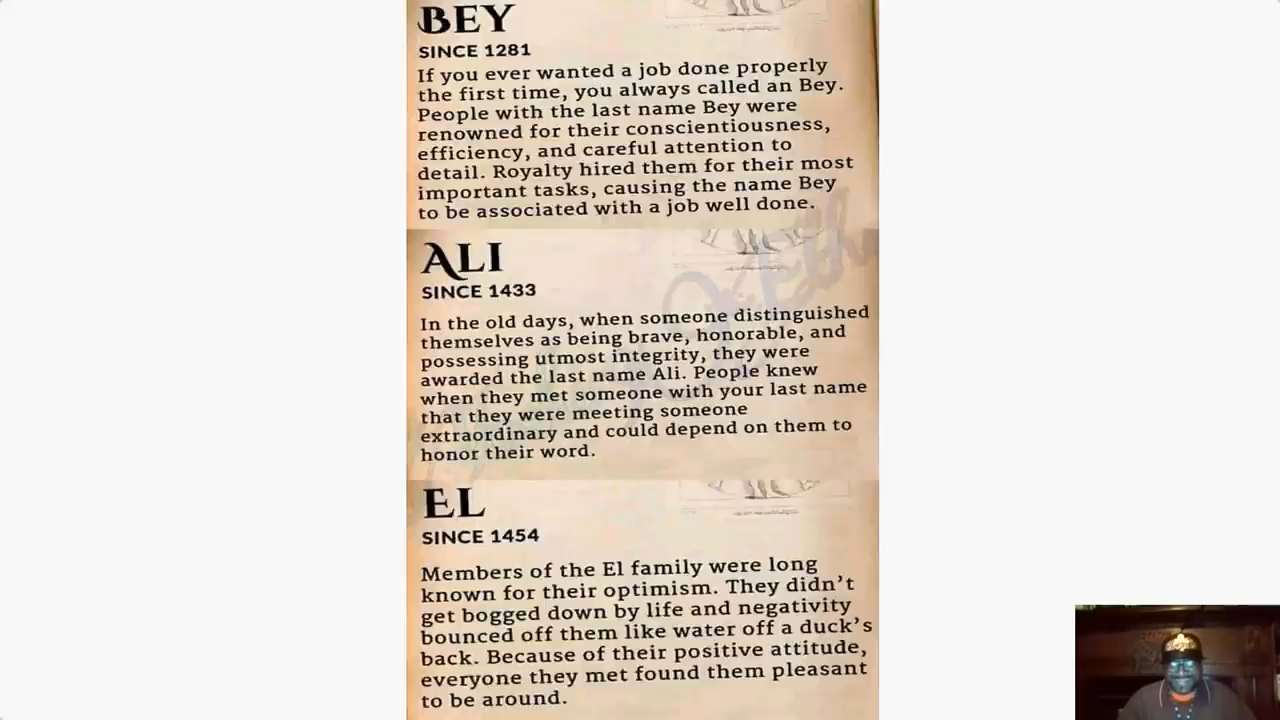 BEY
SINCE 1281
If you ever wanted a job done properly
the first time, you always called an Bey.
People with the last name Bey were
renowned for their conscientiousness,
efficiency, and careful attention to
detail. Royalty hired them for their most
important tasks, causing the name Bey
to be associated with a job well done.
ALI
SINCE 1433
In the old days, when someone distinguished
themselves as being brave, honorable, and
possessing utmost integrity, they were
awarded the last name Ali. People knew
when they met someone with your last name
that they were meeting someone
extraordinary and could depend on them to
honor their word.
EL
SINCE 1454
Members of the El family were long
known for their optimism. They didn't
get bogged down by life and negativity
bounced off them like water off a duck's
back. Because of their positive attitude,
everyone they met found them pleasant
to be around.